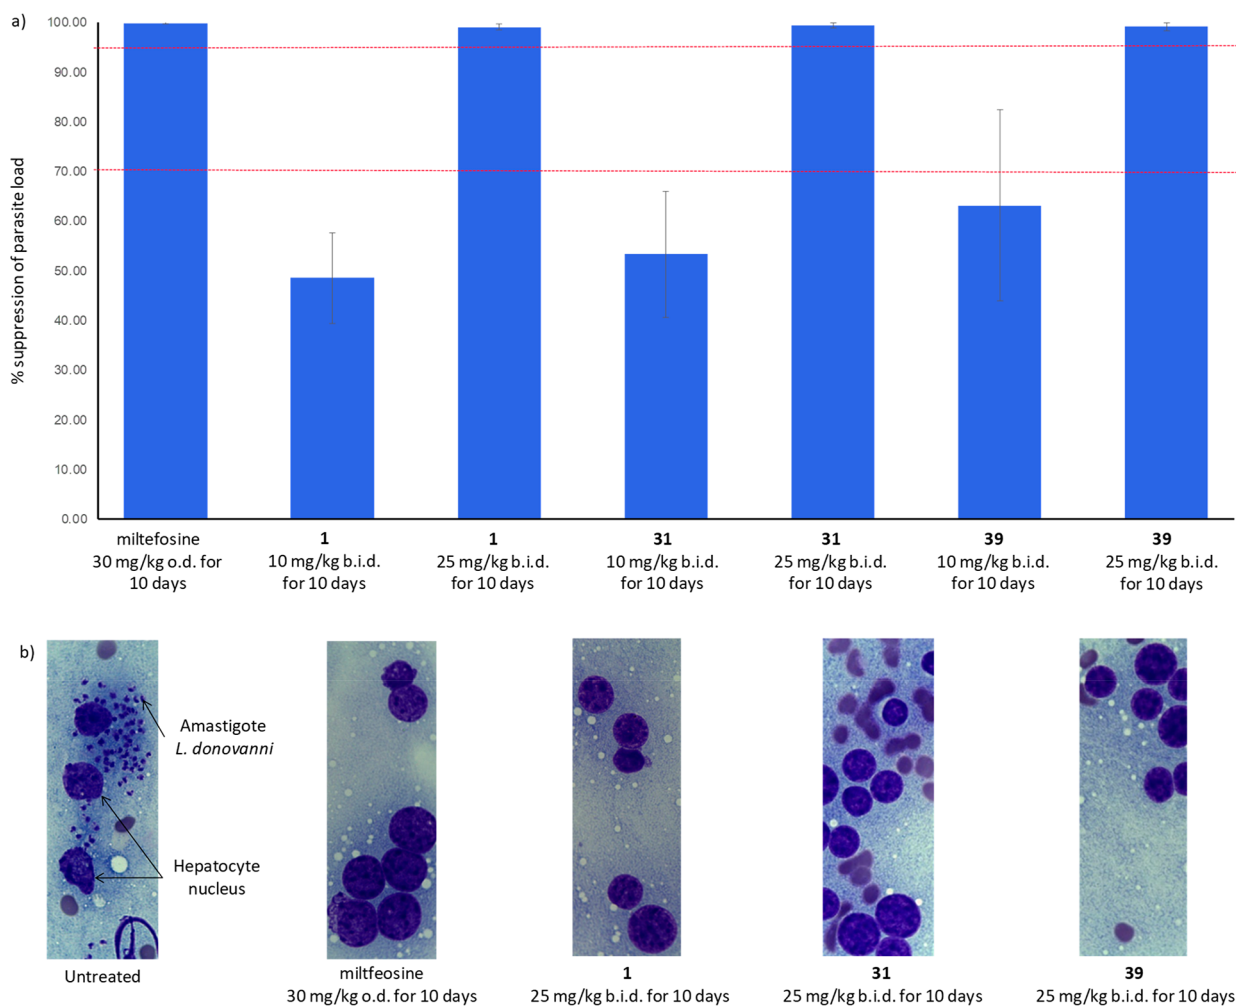 a)
% suppression of parasite load
100.00
90.00
80.00
70.00
60.00
50.00
40.00
30.00
20.00
10.00
0.00
miltefosine
30 mg/kg o.d. for
10 days
1
10 mg/kg b.i.d.
for 10 days
1
25 mg/kg b.i.d.
for 10 days
31
10 mg/kg b.i.d.
for 10 days
31
25 mg/kg b.i.d.
for 10 days
39
10 mg/kg b.i.d.
for 10 days
39
25 mg/kg b.i.d.
for 10 days
b)
Amastigote
L. donovanni
Hepatocyte
nucleus
Untreated
miltfeosine
30 mg/kg o.d. for 10 days
1
25 mg/kg b.i.d. for 10 days
31
25 mg/kg b.i.d. for 10 days
39
25 mg/kg b.i.d. for 10 days